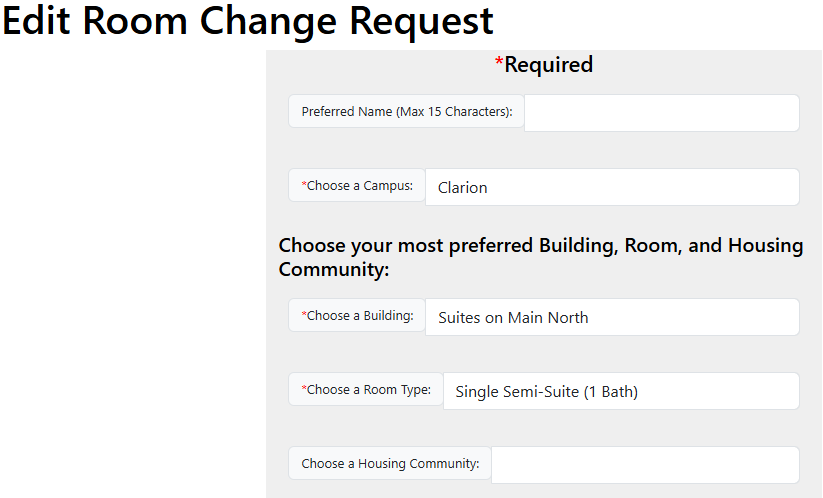 Edit Room Change Request
*Required
Preferred Name (Max 15 Characters):
*Choose a Campus: Clarion
Choose your most preferred Building, Room, and Housing
Community:
*Choose a Building: Suites on Main North
*Choose a Room Type: Single Semi-Suite (1 Bath)
Choose a Housing Community: